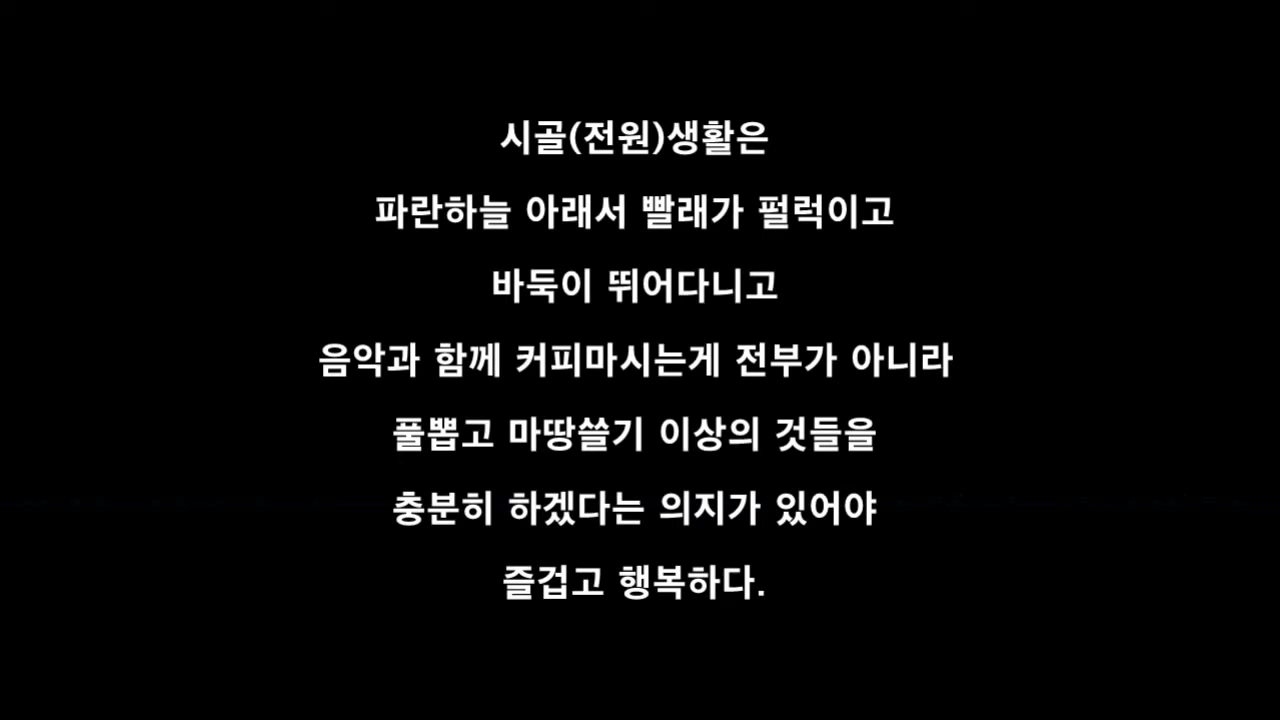 시골(전원)생활은
파란하늘 아래서 빨래가 펄럭이고
바둑이 뛰어다니고
음악과 함께 커피마시는게 전부가 아니라
풀뽑고 마땅쓸기 이상의 것들을
충분히 하겠다는 의지가 있어야
즐겁고 행복하다.